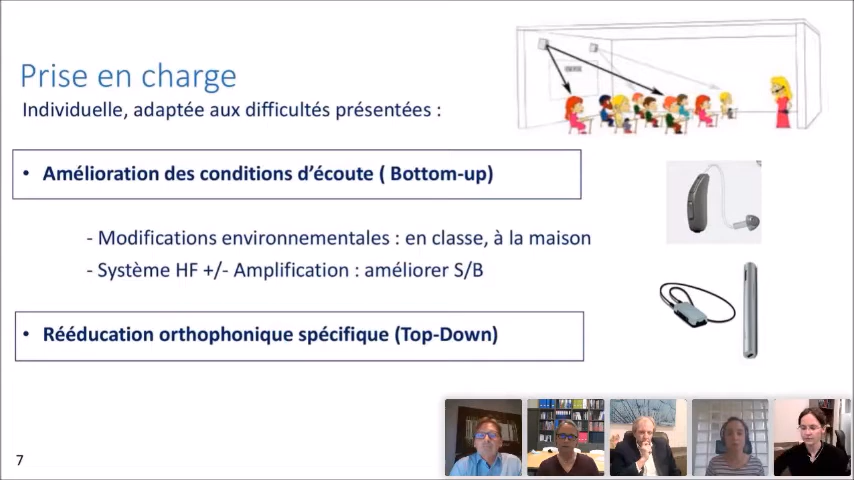 Prise en charge
Individuelle, adaptée aux difficultés présentées :
• Amélioration des conditions d'écoute ( Bottom-up)
- Modifications environnementales : en classe, à la maison
- Système HF +/- Amplification : améliorer S/B
• Rééducation orthophonique spécifique (Top-Down)
7